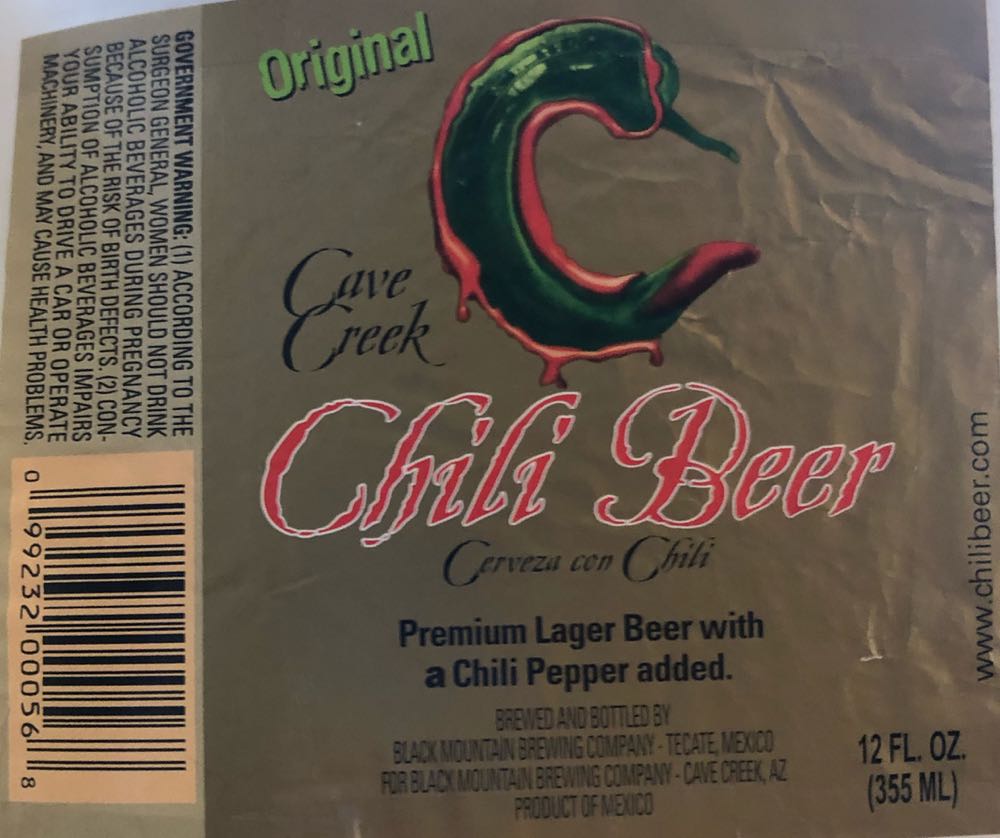 Original
Cave
Creek
Chili Beer
Cerveza con Chili
Premium Lager Beer with
a Chili Pepper added.
BREWED AND BOTTLED BY
BLACK MOUNTAIN BREWING COMPANY - TECATE, MEXICO
FOR BLACK MOUNTAIN BREWING COMPANY - CAVE CREEK, AZ
PRODUCT OF MEXICO
12 FL. OZ.
(355 ML)
www.chilibeer.com
GOVERNMENT WARNING: (1) ACCORDING TO THE
SURGEON GENERAL, WOMEN SHOULD NOT DRINK
ALCOHOLIC BEVERAGES DURING PREGNANCY
BECAUSE OF THE RISK OF BIRTH DEFECTS. (2) CON-
SUMPTION OF ALCOHOLIC BEVERAGES IMPAIRS
YOUR ABILITY TO DRIVE A CAR OR OPERATE
MACHINERY, AND MAY CAUSE HEALTH PROBLEMS.
0 99232 00056 8